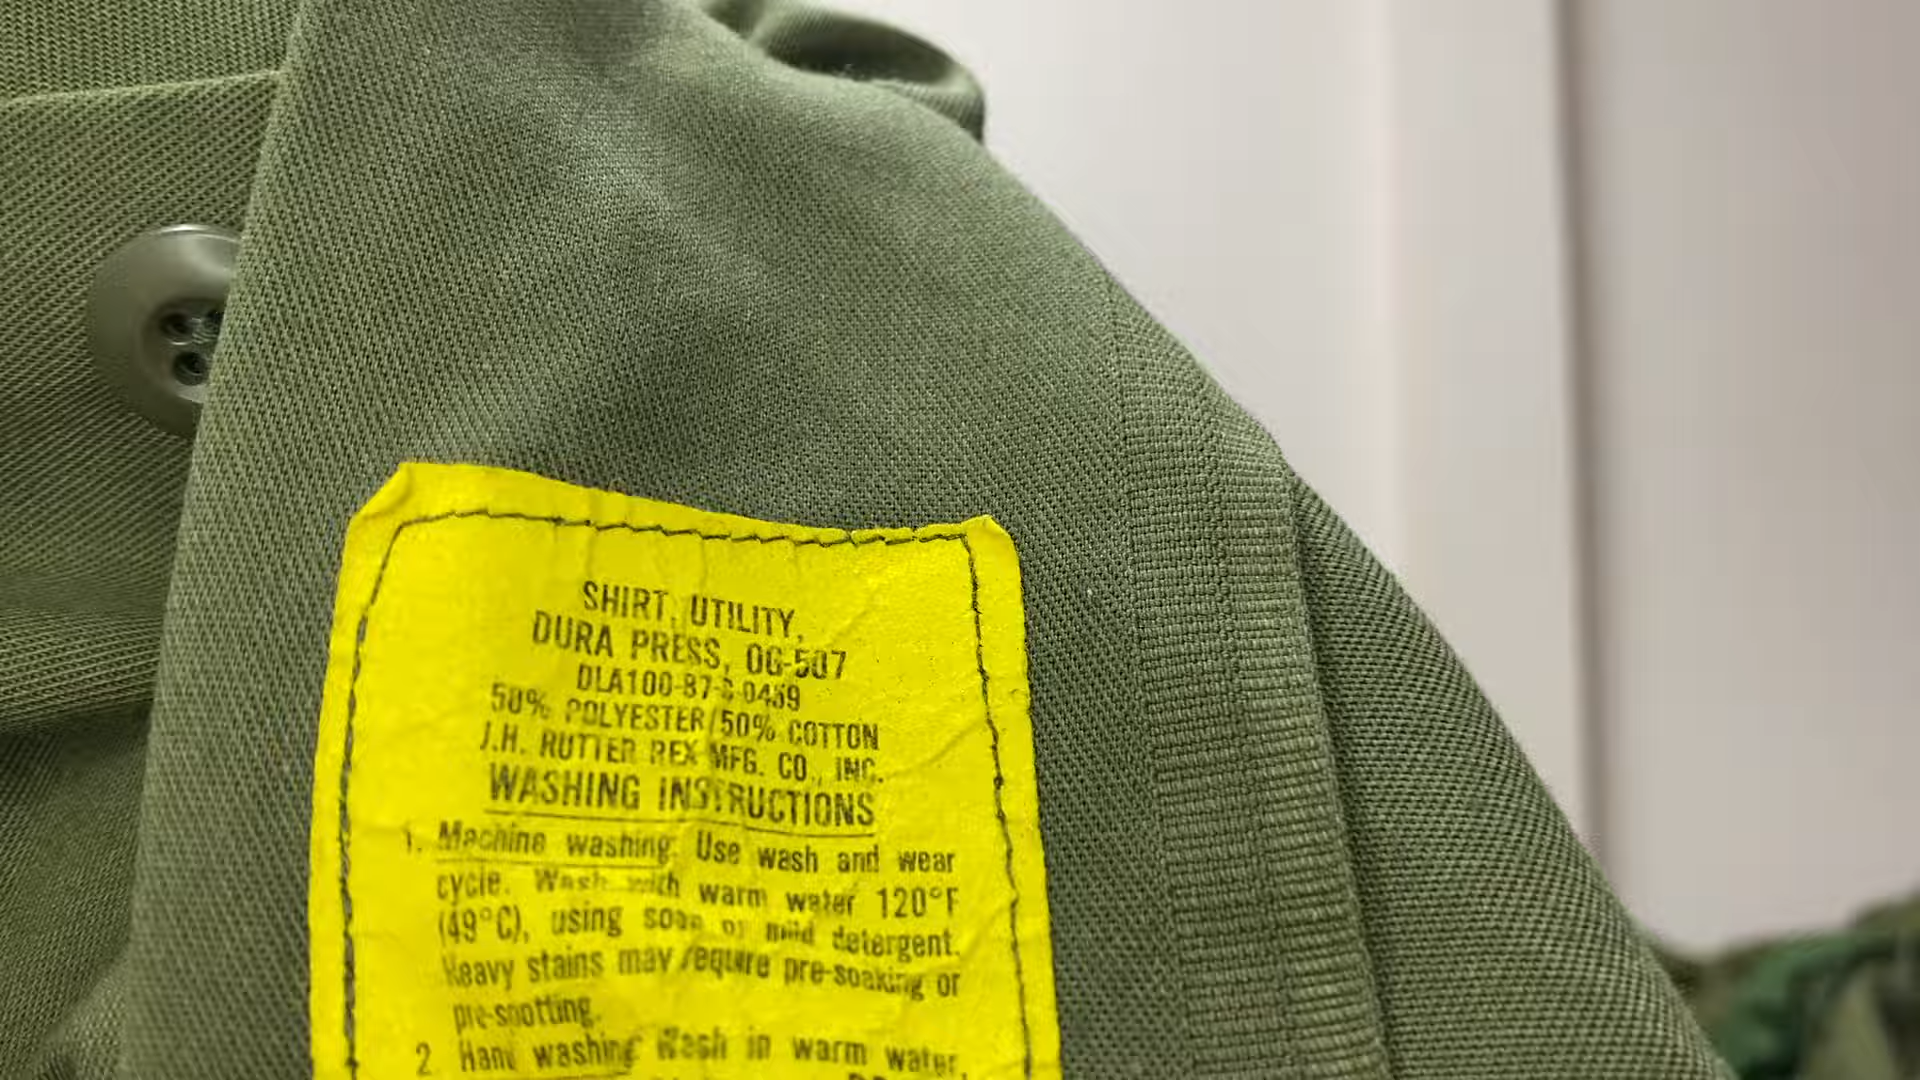 SHIRT, UTILITY,
DURA PRESS, OG-507
DLA100-87-C-0459
50% POLYESTER/50% COTTON
J.H. RUTTER REX MFG. CO., INC.
WASHING INSTRUCTIONS
1. Machine washing: Use wash and wear
cycle. Wash with warm water 120°F
(49°C), using soap or mild detergent.
Heavy stains may require pre-soaking or
pre-spotting.
2. Hand washing: Wash in warm water,